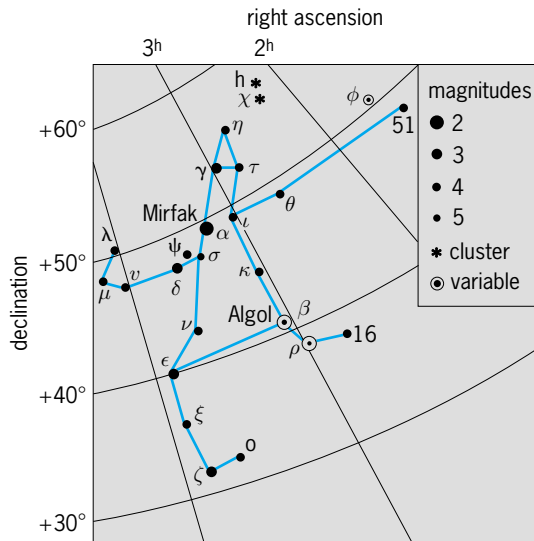 right ascension
3h 2h
h
χ
ϕ
η
51
+60°
γ
τ
θ
Mirfak
α
ι
λ
ψ
σ
+50°
υ
δ
κ
μ
Algol
β
ν
ρ
16
ϵ
+40°
ξ
o
ζ
+30°
declination
magnitudes
2
3
4
5
cluster
variable